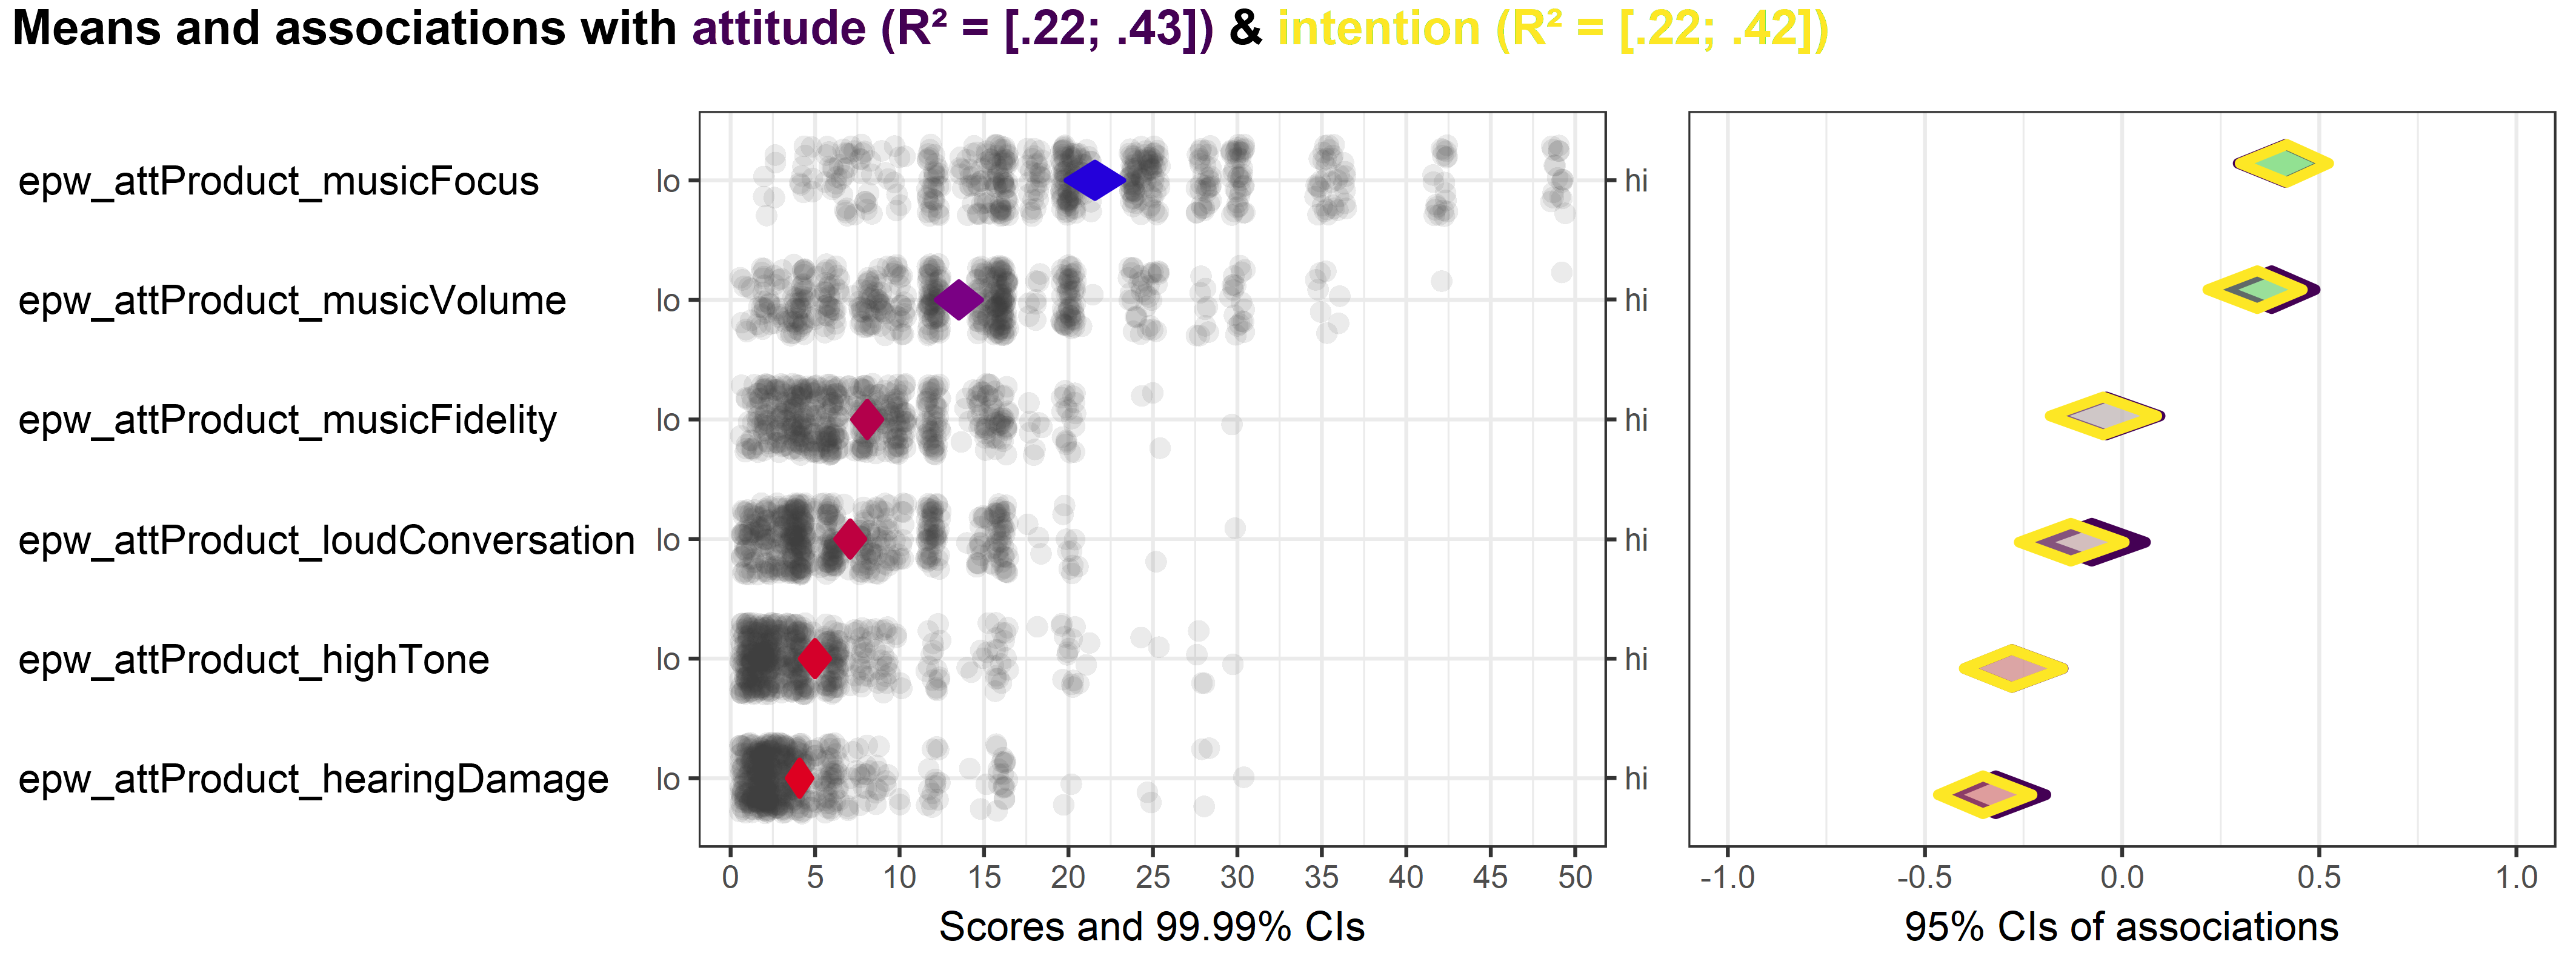 Means and associations with attitude (R² = [.22; .43]) & intention (R² = [.22; .42])
epw_attProduct_musicFocus lo hi
epw_attProduct_musicVolume lo hi
epw_attProduct_musicFidelity lo hi
epw_attProduct_loudConversation lo hi
epw_attProduct_highTone lo hi
epw_attProduct_hearingDamage lo hi
0 5 10 15 20 25 30 35 40 45 50 -1.0 -0.5 0.0 0.5 1.0
Scores and 99.99% CIs 95% CIs of associations